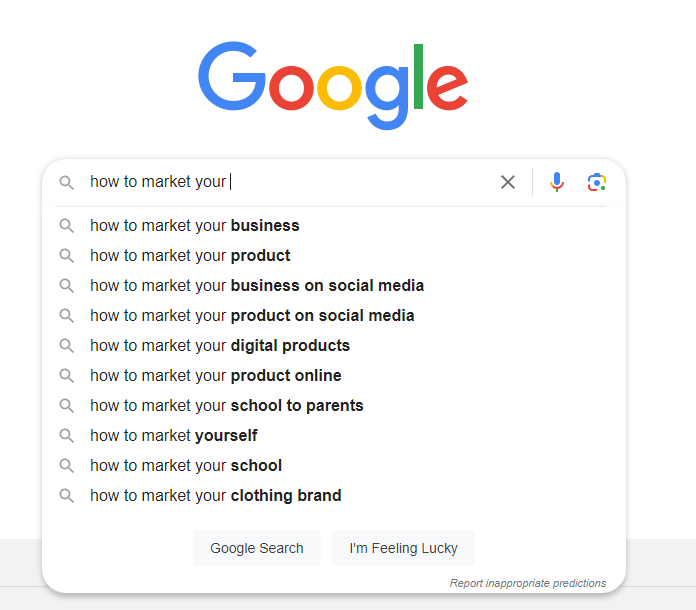 Google
how to market your
how to market your business
how to market your product
how to market your business on social media
how to market your product on social media
how to market your digital products
how to market your product online
how to market your school to parents
how to market yourself
how to market your school
how to market your clothing brand
Google Search I'm Feeling Lucky
Report inappropriate predictions